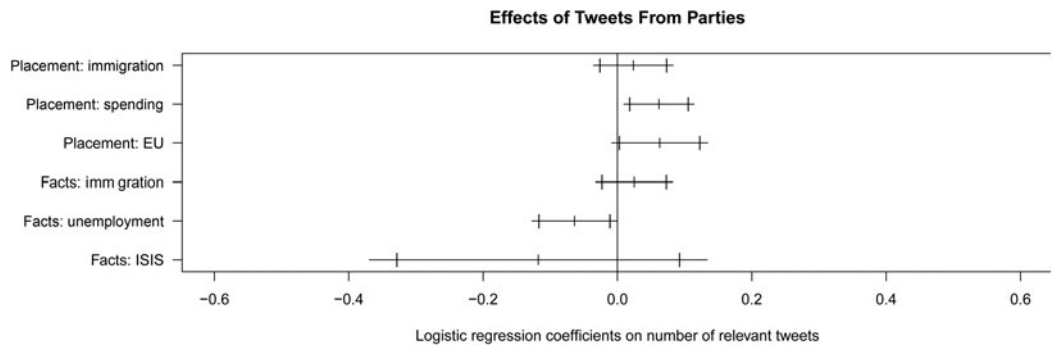 Effects of Tweets From Parties
Placement: immigration
Placement: spending
Placement: EU
Facts: imm gration
Facts: unemployment
Facts: ISIS
−0.6 −0.4 −0.2 0.0 0.2 0.4 0.6
Logistic regression coefficients on number of relevant tweets